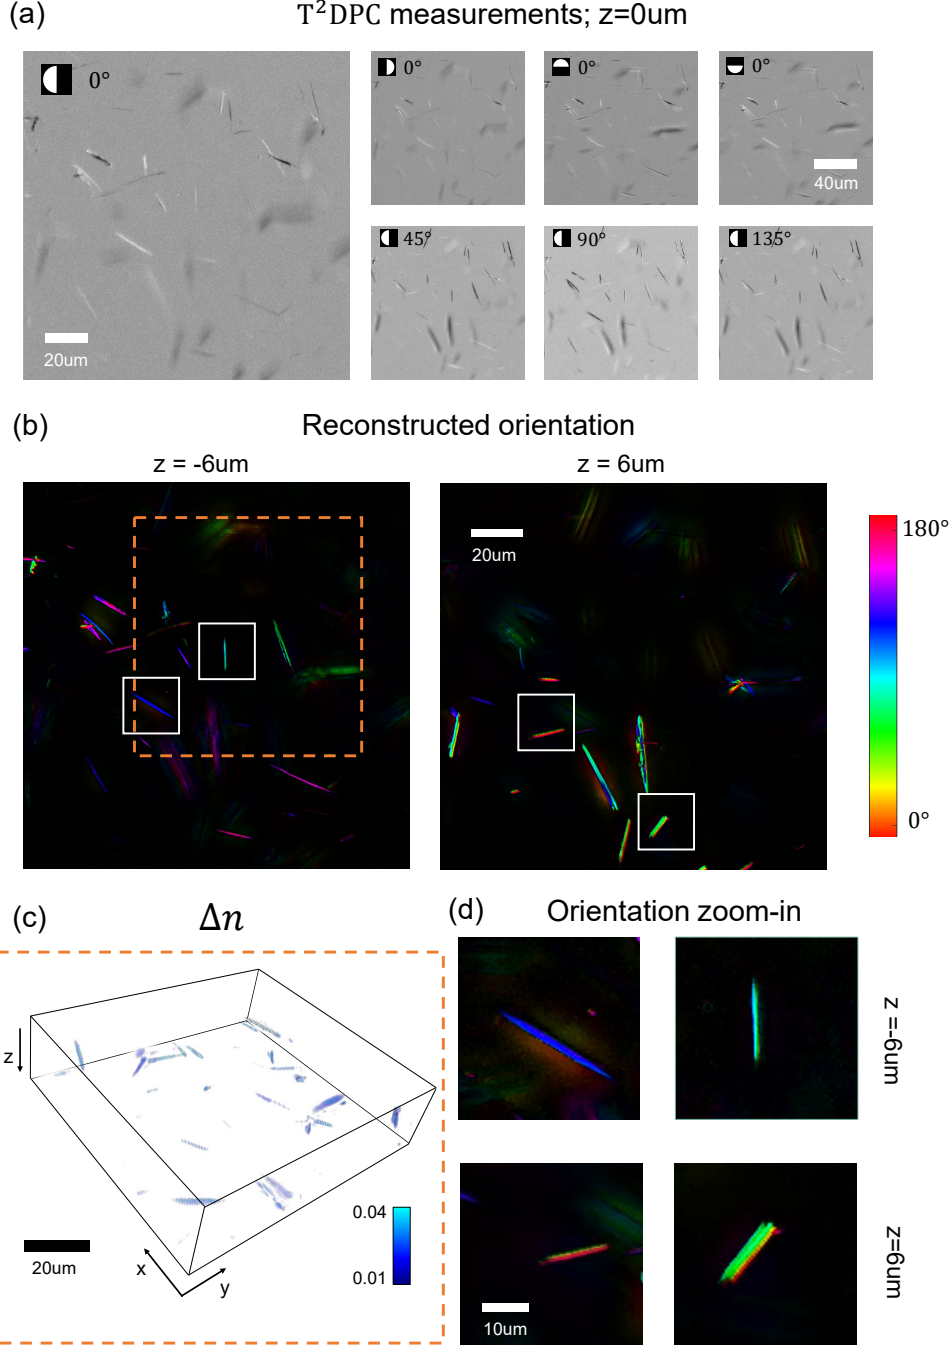 (a)
T²DPC measurements; z=0um
0°
20um
0°
0°
0°
40um
45°
90°
135°
(b)
Reconstructed orientation
z = -6um
z = 6um
20um
180°
0°
(c)
Δn
z
x
y
20um
0.04
0.01
(d)
Orientation zoom-in
z =-6um
z=6um
10um